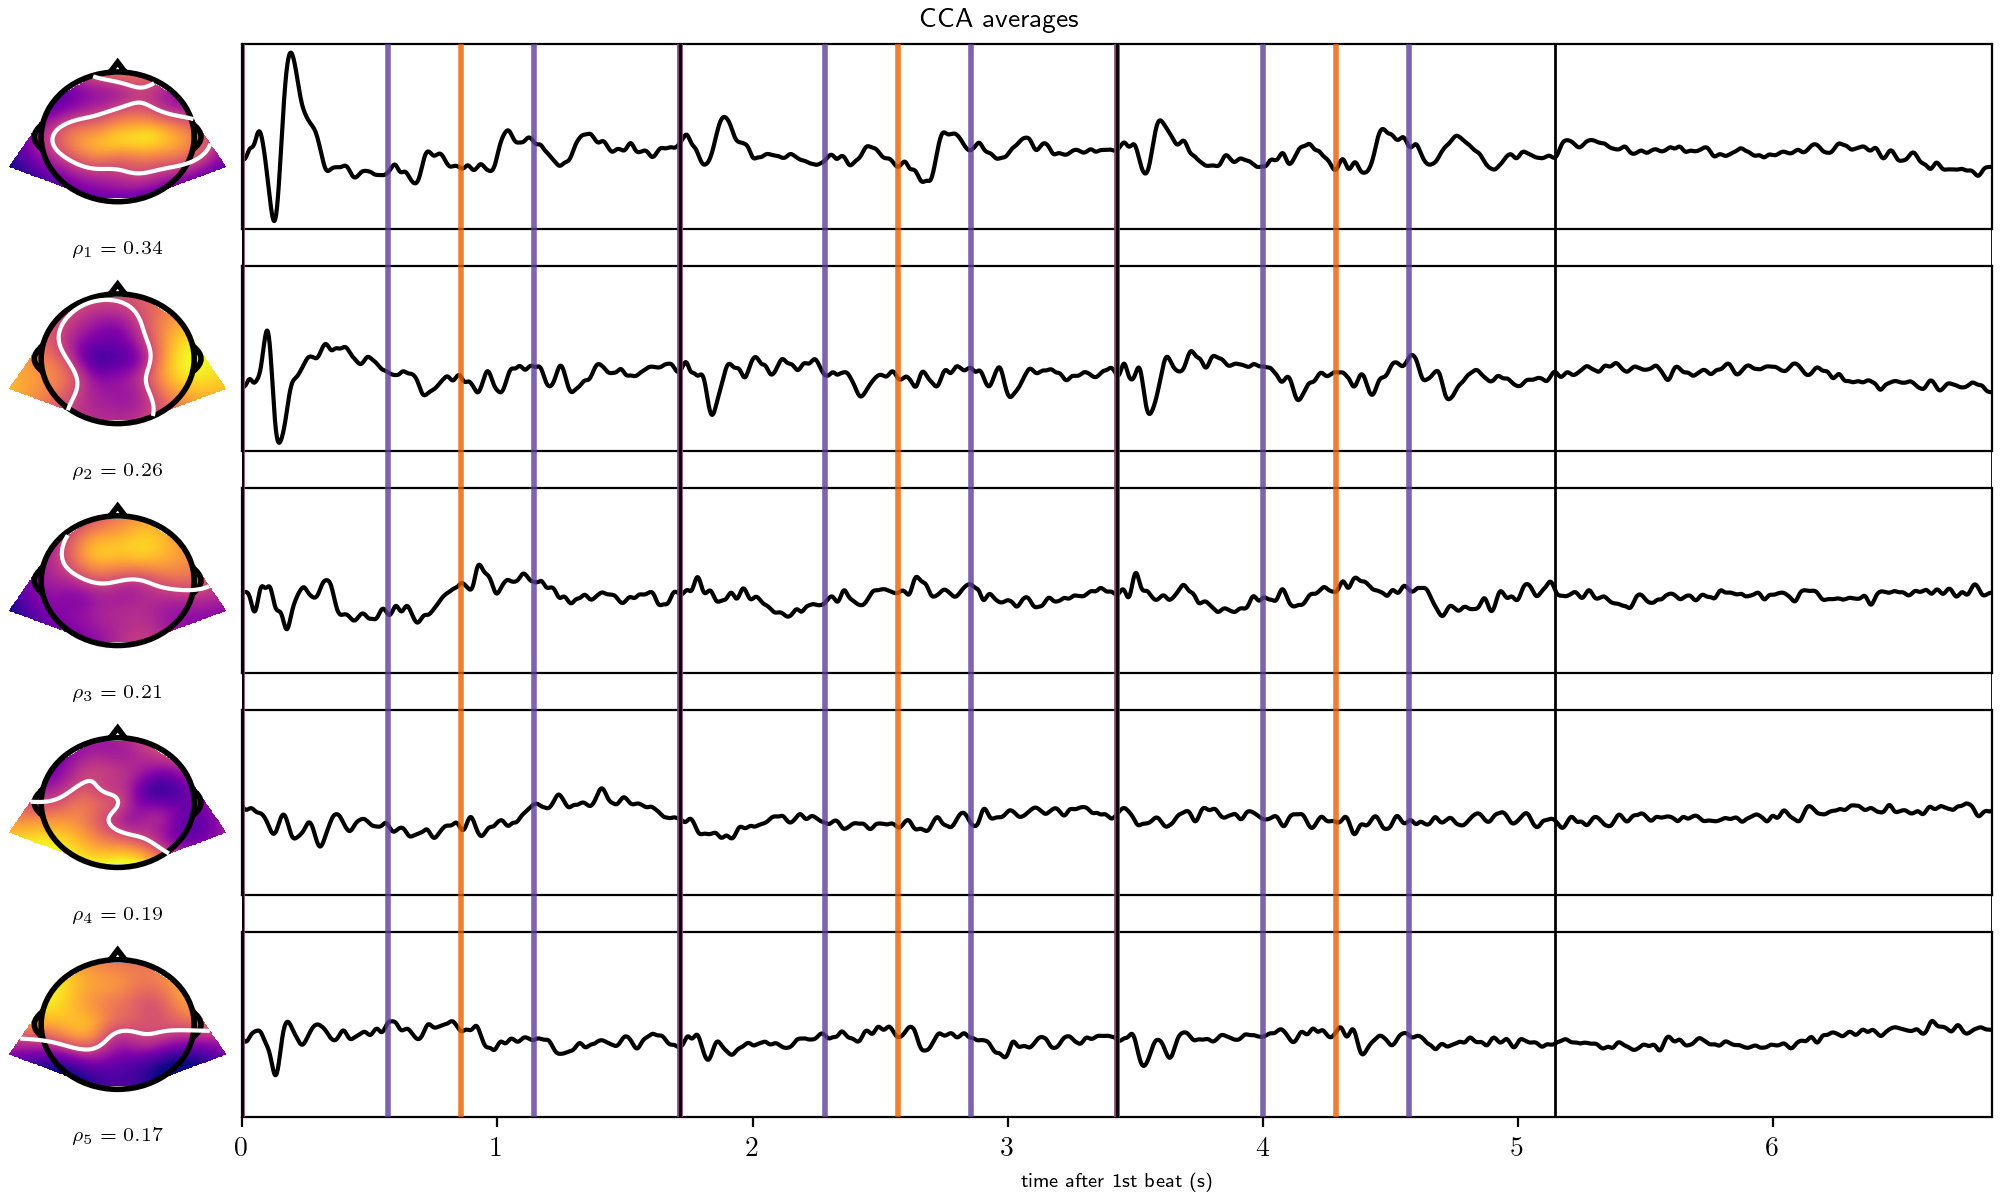 CCA averages
ρ₁ = 0.34
ρ₂ = 0.26
ρ₃ = 0.21
ρ₄ = 0.19
ρ₅ = 0.17
0 1 2 3 4 5 6
time after 1st beat (s)